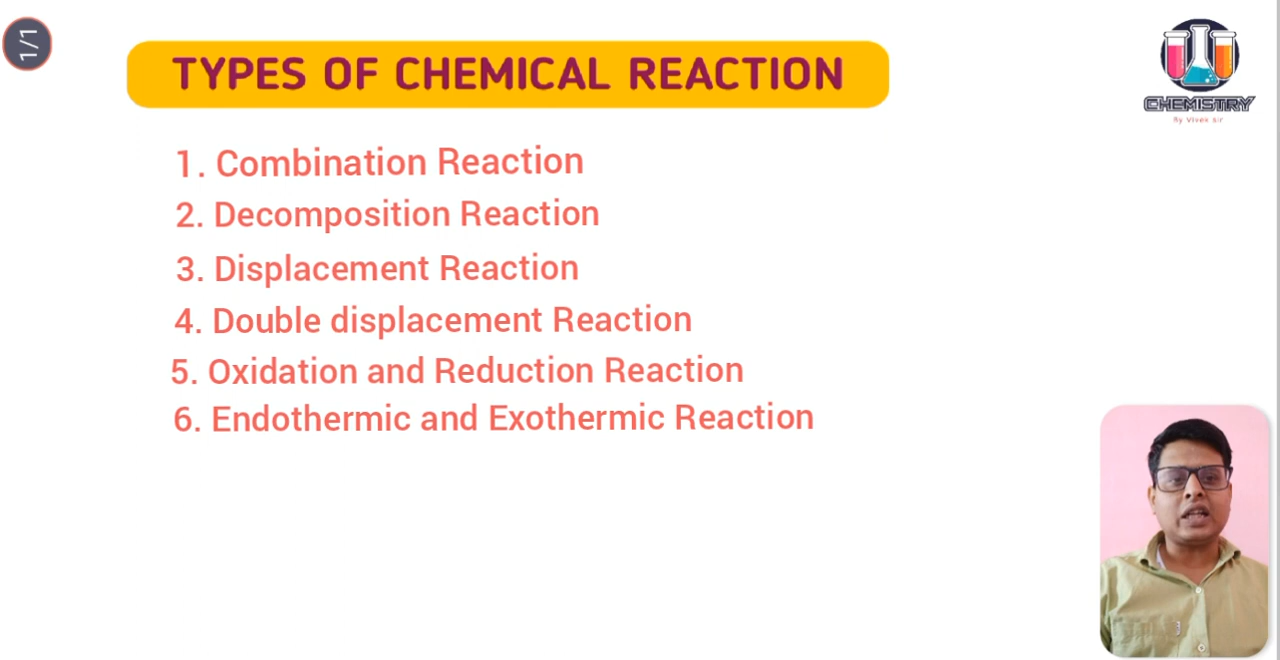 1/1
TYPES OF CHEMICAL REACTION
CHEMISTRY
By Vivek Sir
1. Combination Reaction
2. Decomposition Reaction
3. Displacement Reaction
4. Double displacement Reaction
5. Oxidation and Reduction Reaction
6. Endothermic and Exothermic Reaction